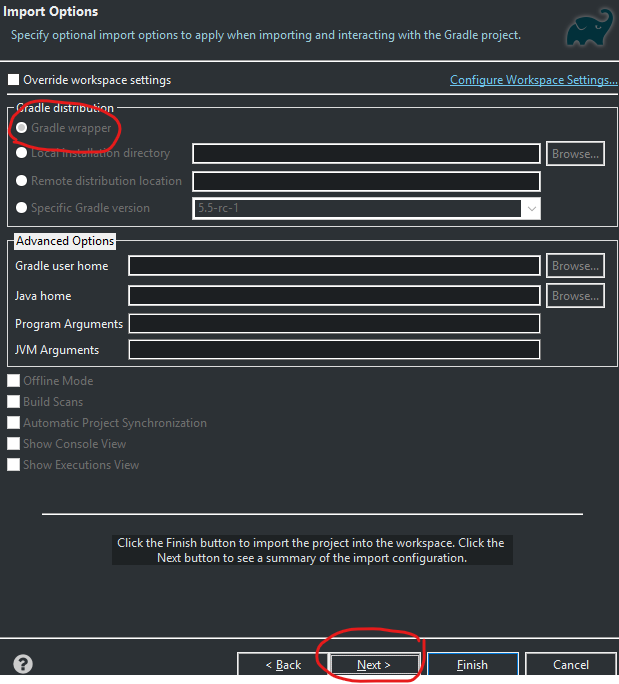 Import Options
Specify optional import options to apply when importing and interacting with the Gradle project.
Override workspace settings
Configure Workspace Settings...
Gradle distribution
Gradle wrapper
Local installation directory
Browse...
Remote distribution location
Specific Gradle version
5.5-rc-1
Advanced Options
Gradle user home
Browse...
Java home
Browse...
Program Arguments
JVM Arguments
Offline Mode
Build Scans
Automatic Project Synchronization
Show Console View
Show Executions View
Click the Finish button to import the project into the workspace. Click the
Next button to see a summary of the import configuration.
?
< Back
Next >
Finish
Cancel